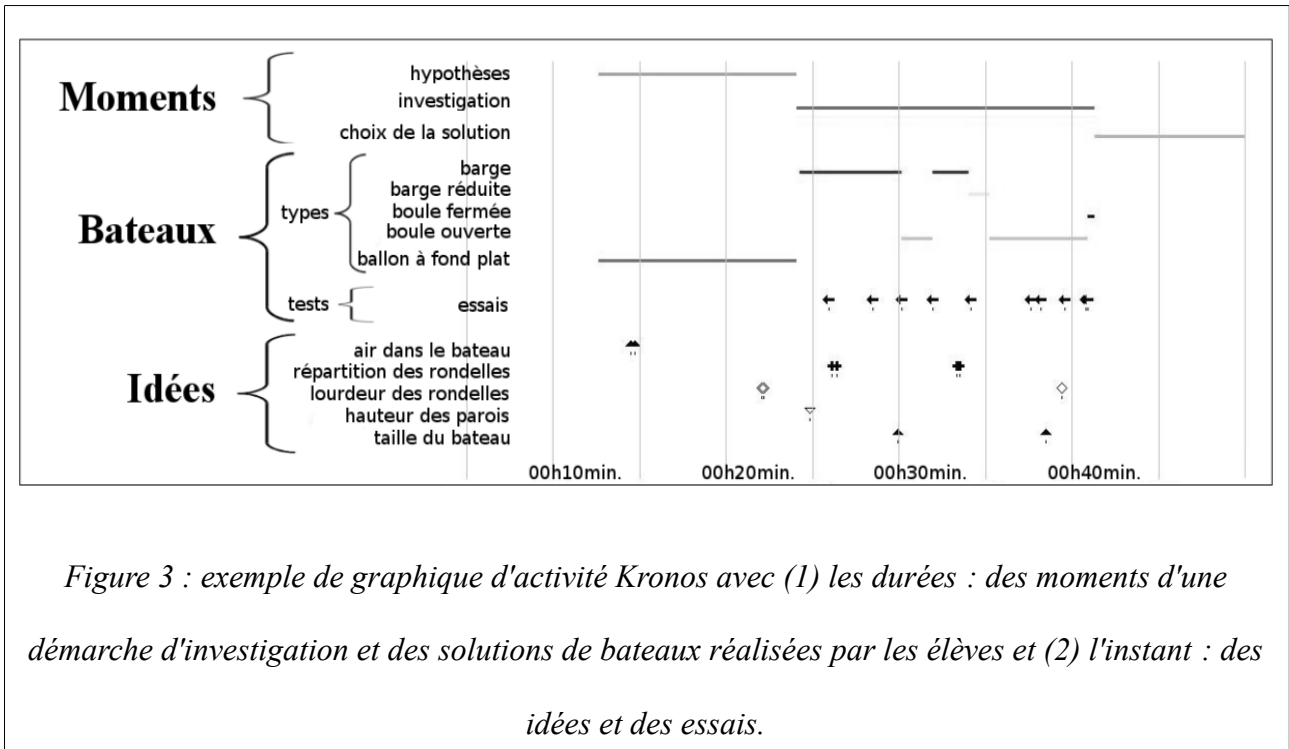 Moments
hypothèses
investigation
choix de la solution
Bateaux
types
barge
barge réduite
boule fermée
boule ouverte
ballon à fond plat
tests
essais
Idées
air dans le bateau
répartition des rondelles
lourdeur des rondelles
hauteur des parois
taille du bateau
00h10min. 00h20min. 00h30min. 00h40min.
Figure 3 : exemple de graphique d'activité Kronos avec (1) les durées : des moments d'une
démarche d'investigation et des solutions de bateaux réalisées par les élèves et (2) l'instant : des
idées et des essais.